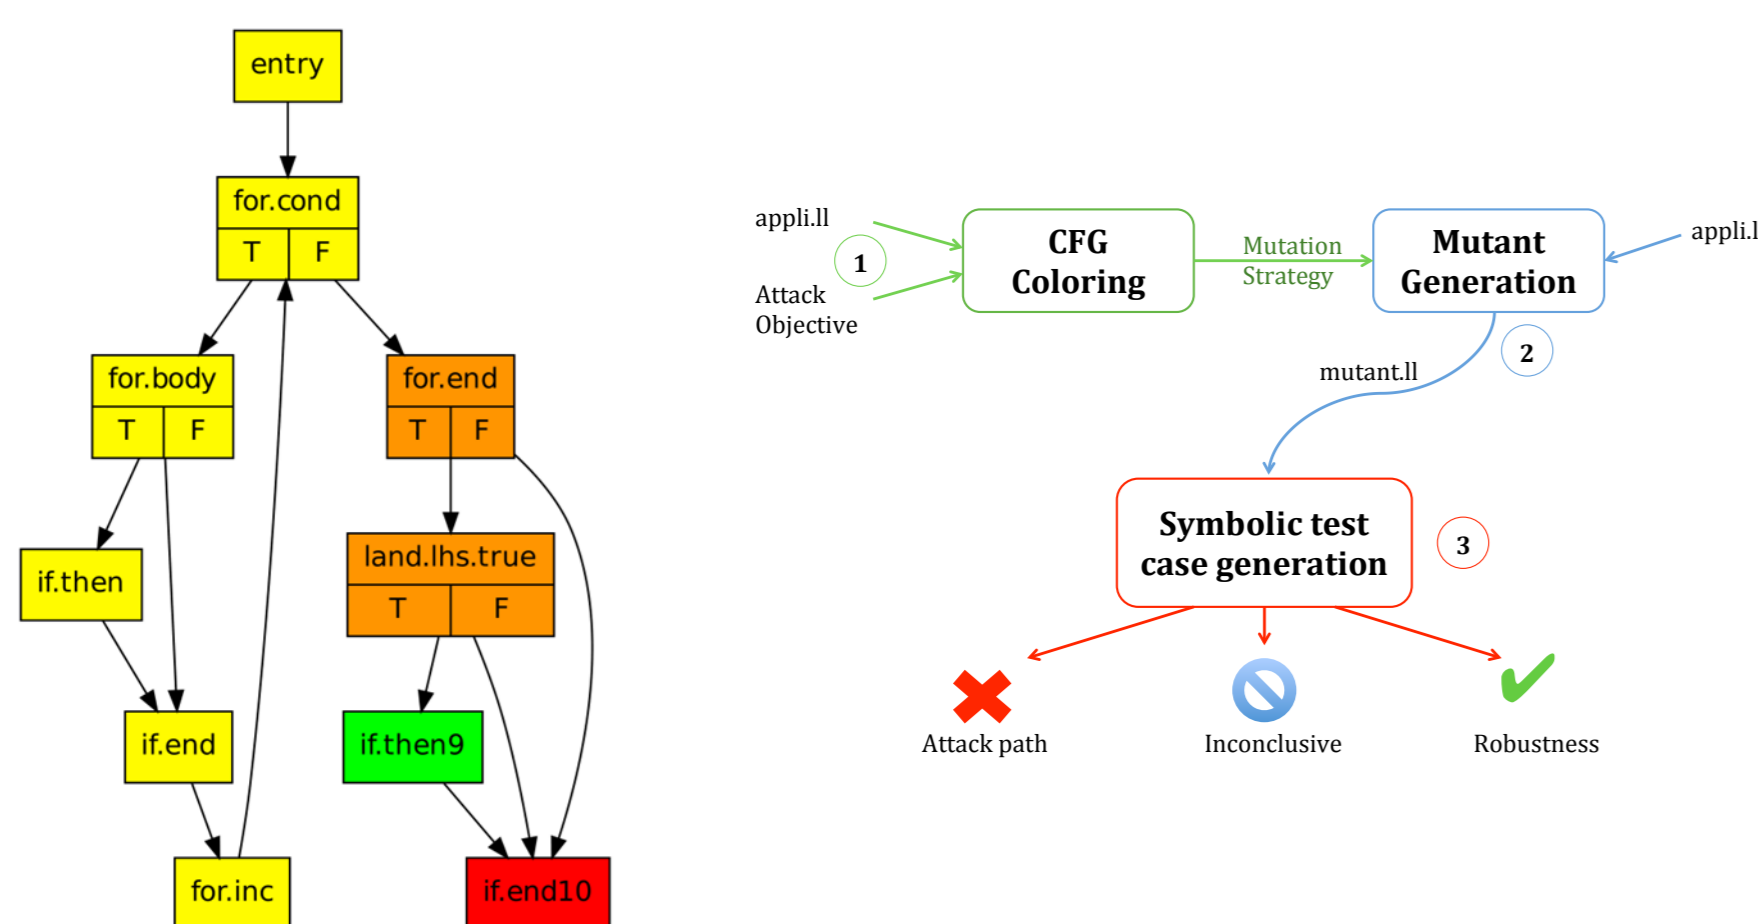 entry
for.cond
T F
for.body
T F
for.end
T F
if.then
land.lhs.true
T F
if.end
if.then9
for.inc
if.end10
appli.ll
1
Attack
Objective
CFG
Coloring
Mutation
Strategy
Mutant
Generation
appli.l
2
mutant.ll
Symbolic test
case generation
3
Attack path
Inconclusive
Robustness